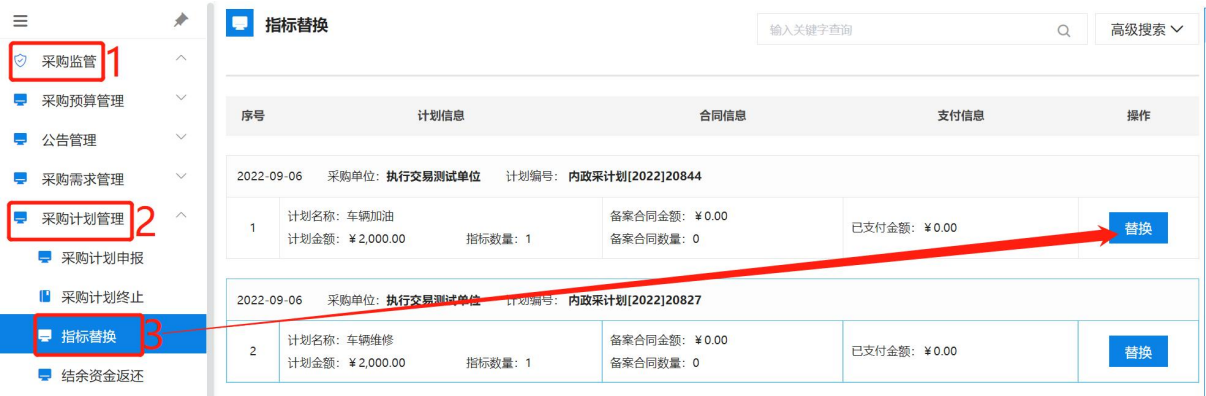 指标替换
输入关键字查询
高级搜索
采购监管 1
采购预算管理
公告管理
采购需求管理
采购计划管理 2
采购计划申报
采购计划终止
指标替换 3
结余资金返还
序号 计划信息 合同信息 支付信息 操作
2022-09-06 采购单位：执行交易测试单位 计划编号：内政采计划[2022]20844
1
计划名称：车辆加油
计划金额：¥2,000.00 指标数量：1
备案合同金额：¥0.00
备案合同数量：0
已支付金额：¥0.00
替换
2022-09-06 采购单位：执行交易测试单位 计划编号：内政采计划[2022]20827
2
计划名称：车辆维修
计划金额：¥2,000.00 指标数量：1
备案合同金额：¥0.00
备案合同数量：0
已支付金额：¥0.00
替换